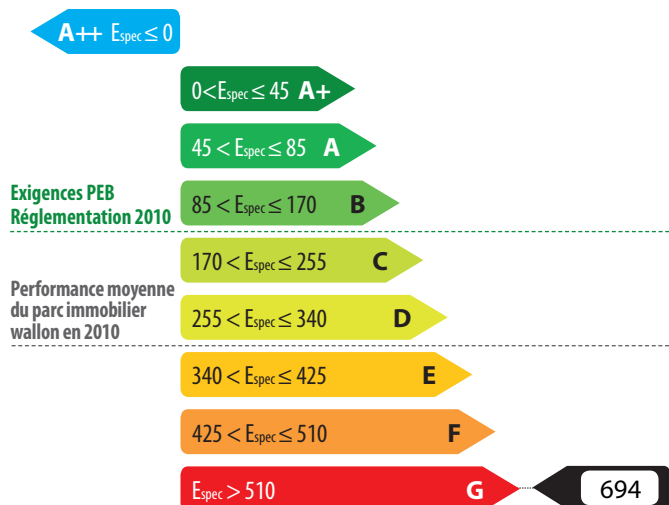 A++ Espec ≤ 0
0<Espec ≤ 45 A+
45 < Espec ≤ 85 A
Exigences PEB
Réglementation 2010
85 < Espec ≤ 170 B
170 < Espec ≤ 255 C
Performance moyenne
du parc immobilier
wallon en 2010
255 < Espec ≤ 340 D
340 < Espec ≤ 425 E
425 < Espec ≤ 510 F
Espec > 510 G
694